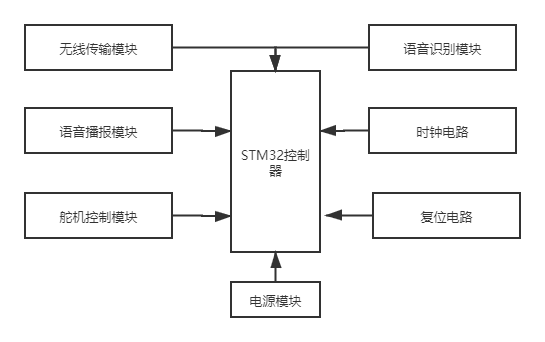 无线传输模块
语音识别模块
语音播报模块
时钟电路
STM32控制
器
舵机控制模块
复位电路
电源模块